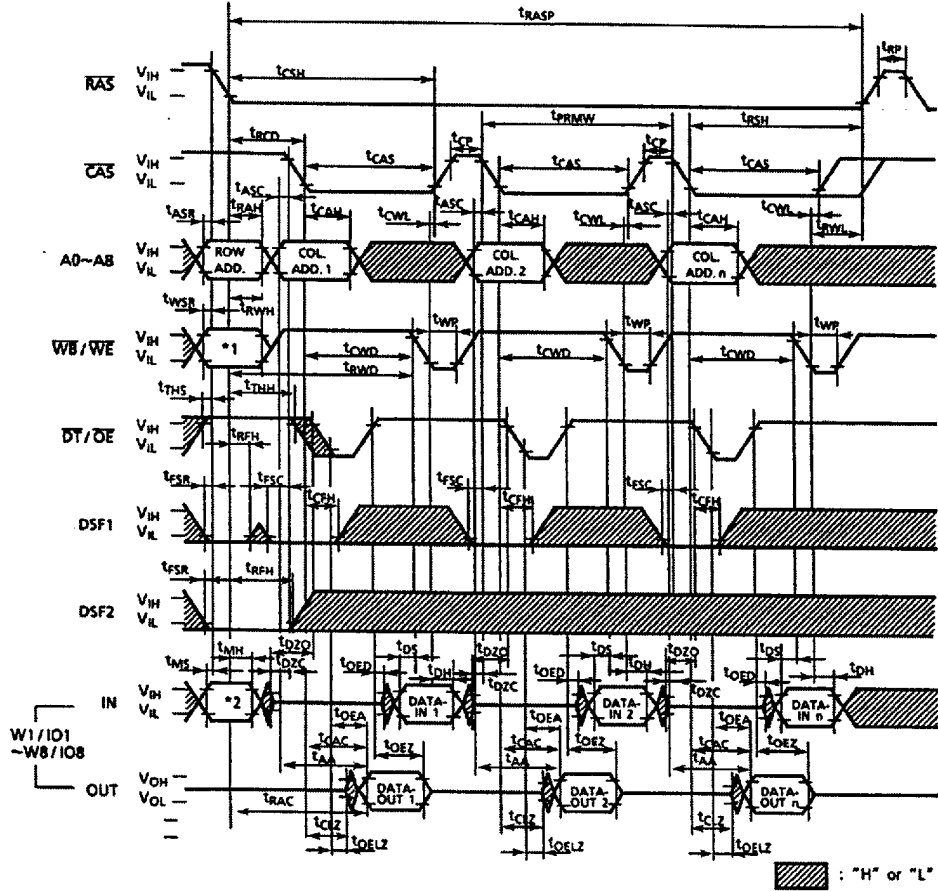 tRASP
tRP
RAS VIH VIL
tCSH
tPRMW
tRSH
tRCD
tCP
tCP
CAS VIH VIL
tCAS
tCAS
tCAS
tASC
tASC
tASC
tASR
tRAH
tCAH
tCWL
tCAH
tCWL
tCAH
tCWL
tRWL
A0~A8 VIH VIL
ROW ADD.
COL. ADD. 1
COL. ADD. 2
COL. ADD. n
tWSR
tRWH
tWP
tWP
tWP
WB/WE VIH VIL
*1
tCWD
tCWD
tCWD
tRWD
tTHS
tTHH
DT/OE VIH VIL
tRFH
tFSR
tFSC
tCFH
tFSC
tCFH
tFSC
tCFH
DSF1 VIH VIL
tFSR
tRFH
DSF2 VIH VIL
tMH
tDZO
tDS
tDZO
tDS
tDZO
tDS
tMS
tDZC
tOED
tDH
tDZC
tOED
tDH
tDZC
tOED
tDH
IN VIH VIL
*2
DATA-IN 1
DATA-IN 2
DATA-IN n
W1/IO1
~W8/IO8
tOEA
tOEA
tOEA
tCAC
tOEZ
tCAC
tOEZ
tCAC
tOEZ
tAA
tAA
tAA
OUT VOH VOL
DATA-OUT 1
DATA-OUT 2
DATA-OUT n
tRAC
tCLZ
tCLZ
tCLZ
tOELZ
tOELZ
tOELZ
: "H" or "L"